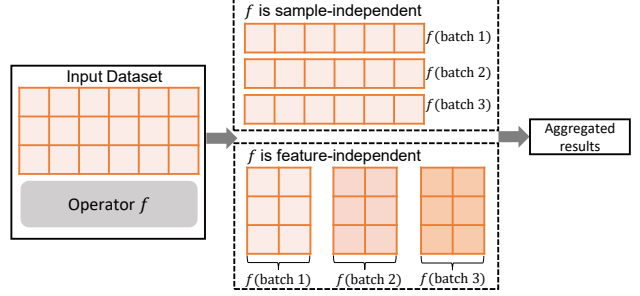 Input Dataset
Operator f
f is sample-independent
f(batch 1)
f(batch 2)
f(batch 3)
f is feature-independent
f(batch 1)
f(batch 2)
f(batch 3)
Aggregated
results